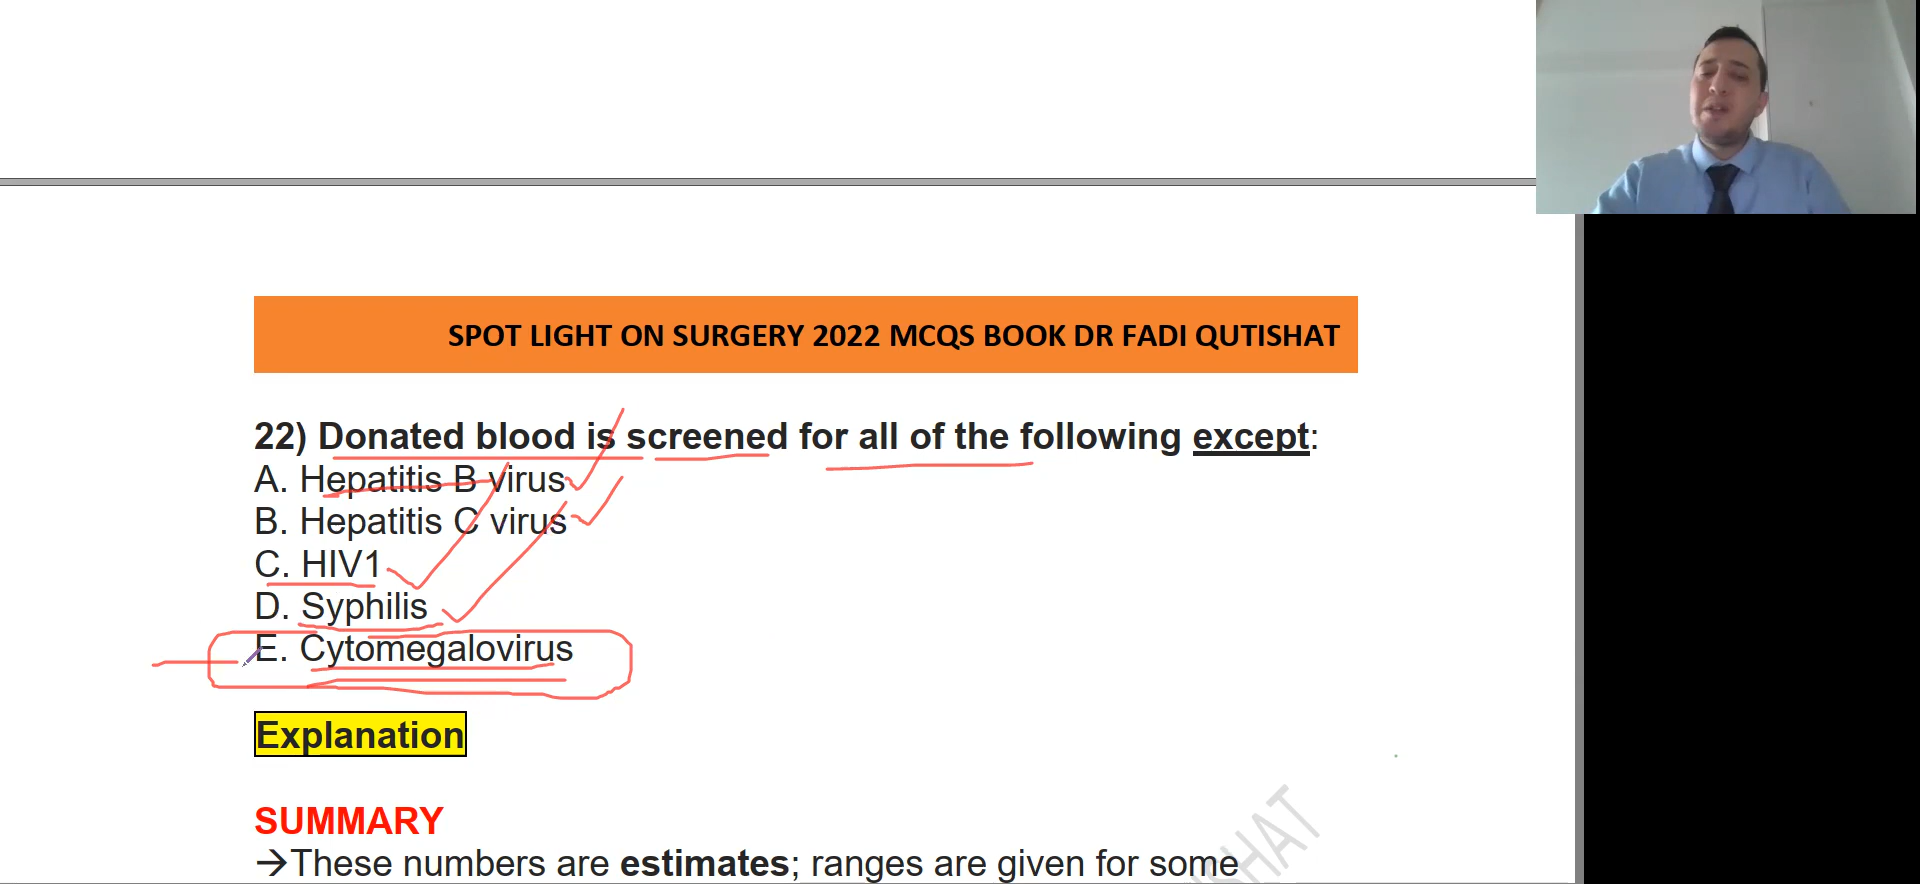 SPOT LIGHT ON SURGERY 2022 MCQS BOOK DR FADI QUTISHAT
22) Donated blood is screened for all of the following except:
A. Hepatitis B virus
B. Hepatitis C virus
C. HIV1
D. Syphilis
E. Cytomegalovirus
Explanation
SUMMARY
→These numbers are estimates; ranges are given for some